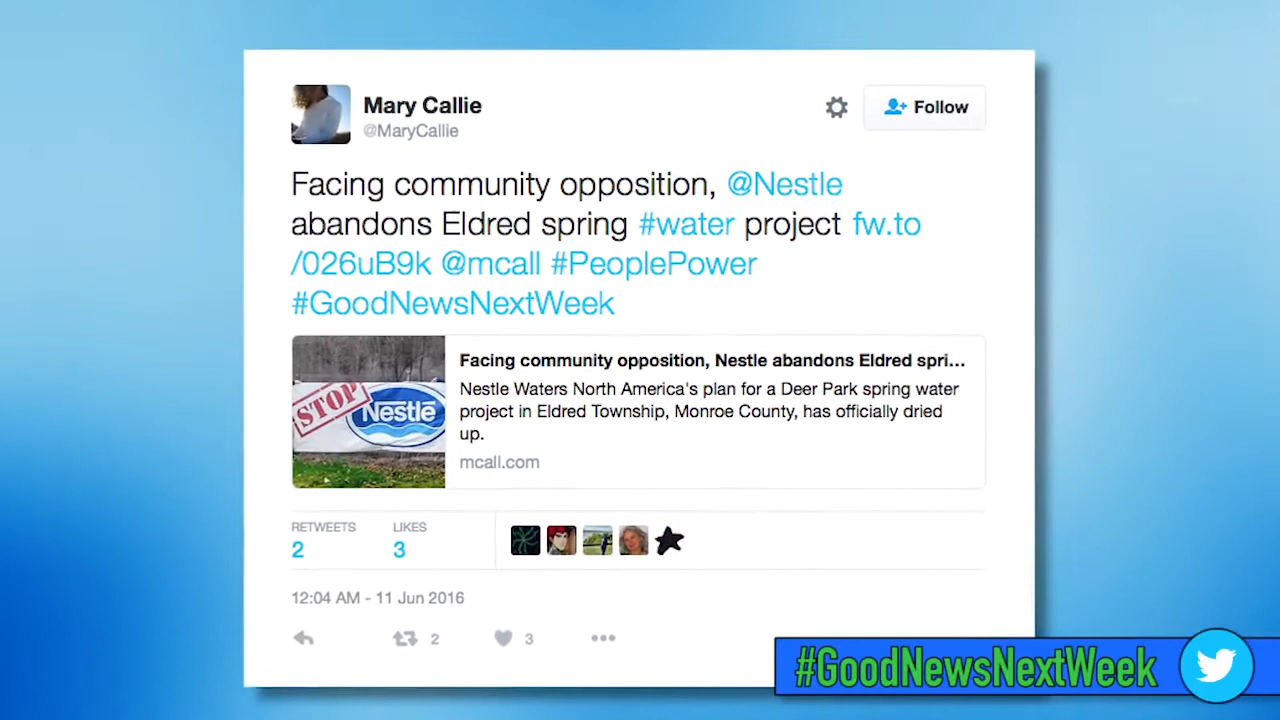 Mary Callie
@MaryCallie
Follow
Facing community opposition, @Nestle
abandons Eldred spring #water project fw.to
/026uB9k @mcall #PeoplePower
#GoodNewsNextWeek
STOP
Nestlé
Facing community opposition, Nestle abandons Eldred spri...
Nestle Waters North America's plan for a Deer Park spring water
project in Eldred Township, Monroe County, has officially dried
up.
mcall.com
RETWEETS
2
LIKES
3
12:04 AM - 11 Jun 2016
2
3
#GoodNewsNextWeek